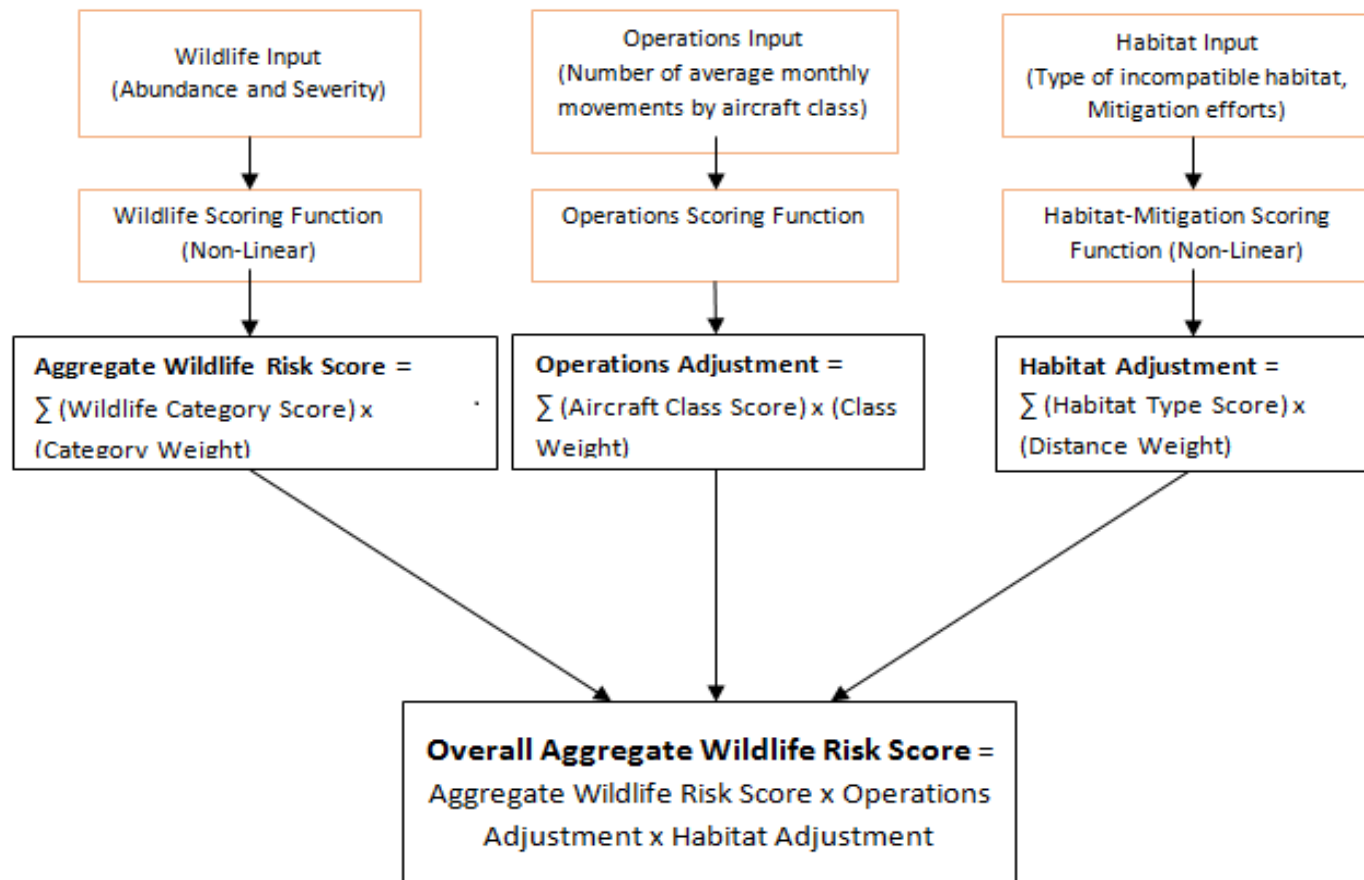 Wildlife Input
(Abundance and Severity)
Operations Input
(Number of average monthly
movements by aircraft class)
Habitat Input
(Type of incompatible habitat,
Mitigation efforts)
Wildlife Scoring Function
(Non-Linear)
Operations Scoring Function
Habitat-Mitigation Scoring
Function (Non-Linear)
Aggregate Wildlife Risk Score =
∑ (Wildlife Category Score) x
(Category Weight)
Operations Adjustment =
∑ (Aircraft Class Score) x (Class
Weight)
Habitat Adjustment =
∑ (Habitat Type Score) x
(Distance Weight)
Overall Aggregate Wildlife Risk Score =
Aggregate Wildlife Risk Score x Operations
Adjustment x Habitat Adjustment